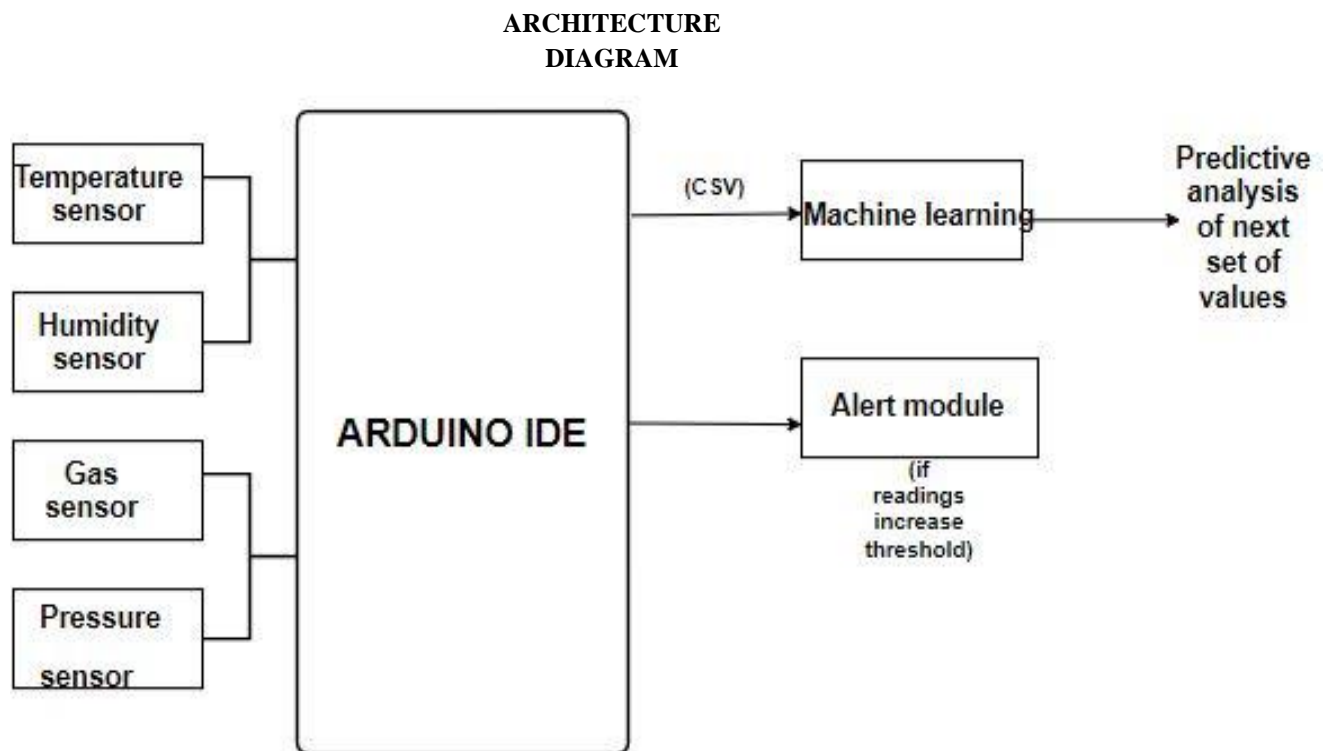 ARCHITECTURE
DIAGRAM
Temperature
sensor
Humidity
sensor
Gas
sensor
Pressure
sensor
ARDUINO IDE
(CSV)
Machine learning
Predictive
analysis
of next
set of
values
Alert module
(if
readings
increase
threshold)